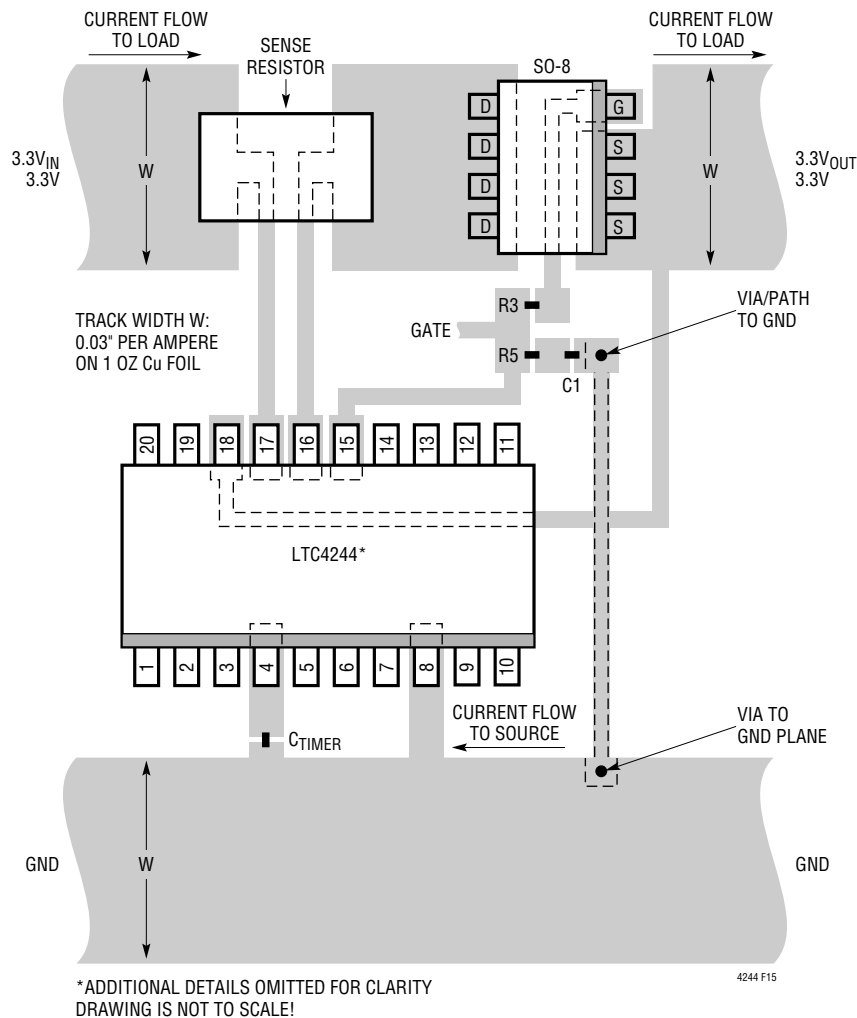 CURRENT FLOW
TO LOAD
SENSE
RESISTOR
SO-8
CURRENT FLOW
TO LOAD
D
D
D
D
G
S
S
S
3.3VIN
3.3V
W
W
3.3VOUT
3.3V
TRACK WIDTH W:
0.03" PER AMPERE
ON 1 OZ Cu FOIL
GATE
R3
R5
C1
VIA/PATH
TO GND
20
19
18
17
16
15
14
13
12
11
LTC4244*
1
2
3
4
5
6
7
8
9
10
CTIMER
CURRENT FLOW
TO SOURCE
VIA TO
GND PLANE
GND
W
GND
*ADDITIONAL DETAILS OMITTED FOR CLARITY
DRAWING IS NOT TO SCALE!
4244 F15